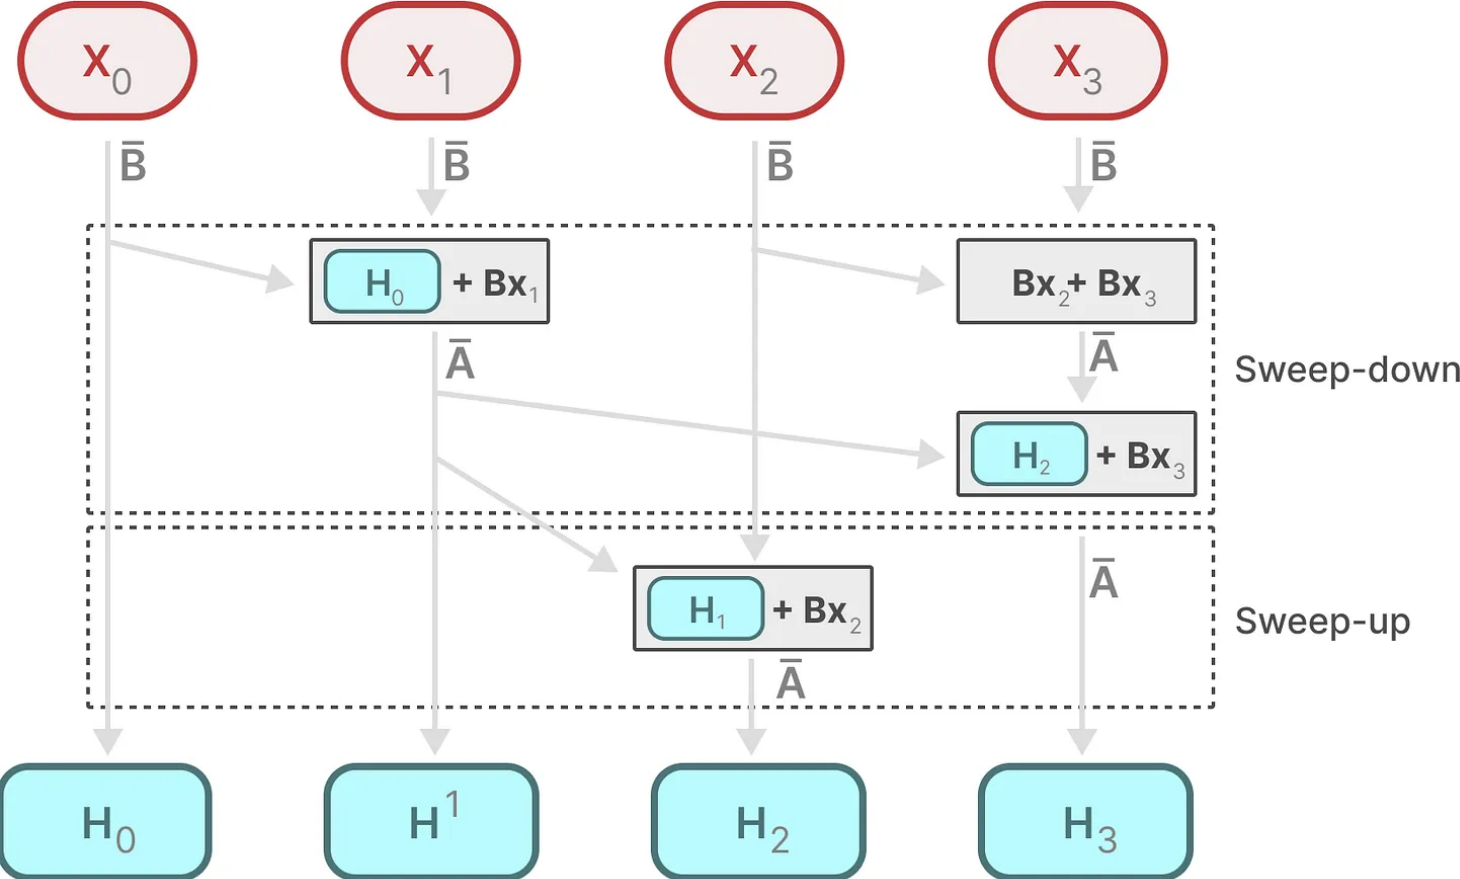 X₀ X₁ X₂ X₃
B̅ B̅ B̅ B̅
H₀ + Bx₁ Bx₂+ Bx₃
A̅ A̅
Sweep-down
H₂ + Bx₃
A̅
H₁ + Bx₂
Sweep-up
A̅
H₀ H¹ H₂ H₃